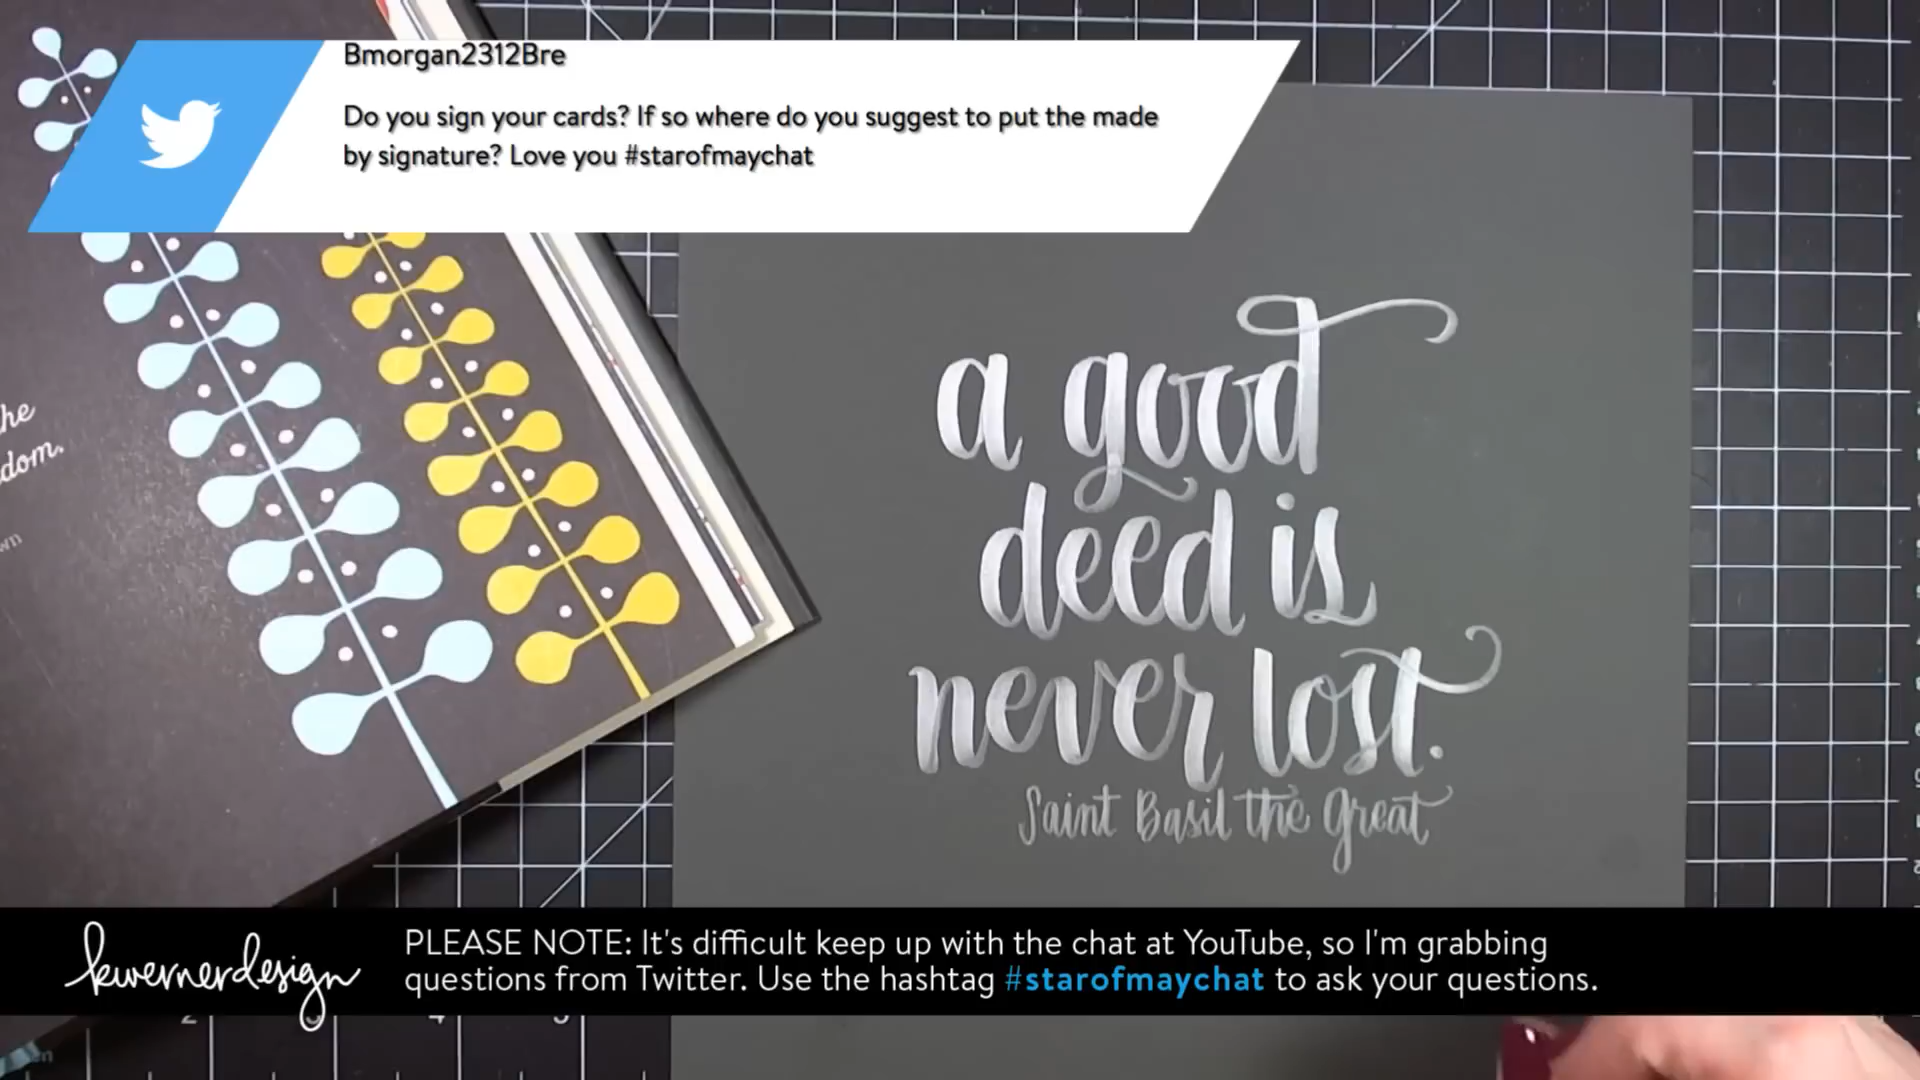 Bmorgan2312Bre
Do you sign your cards? If so where do you suggest to put the made
by signature? Love you #starofmaychat
he
dom.
a good
deed is
never lost.
Saint Basil the Great
kwernerdesign
PLEASE NOTE: It's difficult keep up with the chat at YouTube, so I'm grabbing
questions from Twitter. Use the hashtag #starofmaychat to ask your questions.